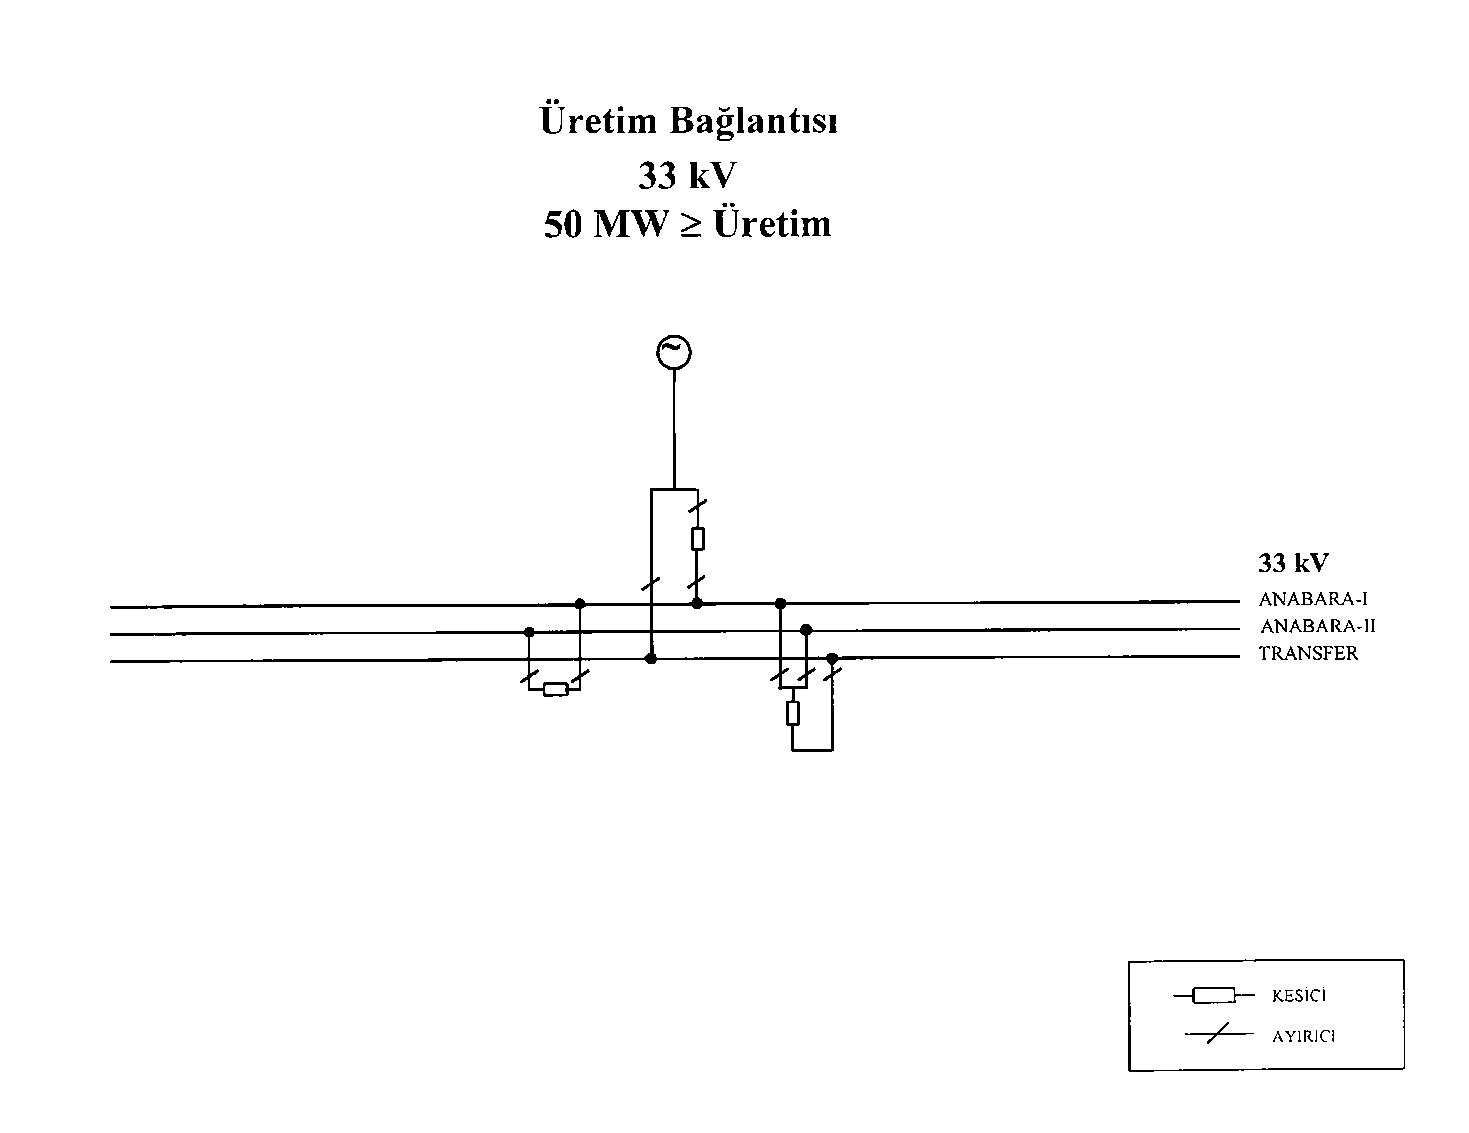 Üretim Bağlantısı
33 kV
50 MW ≥ Üretim
~
33 kV
ANABARA-I
ANABARA-II
TRANSFER
KESİCİ
AYIRICI